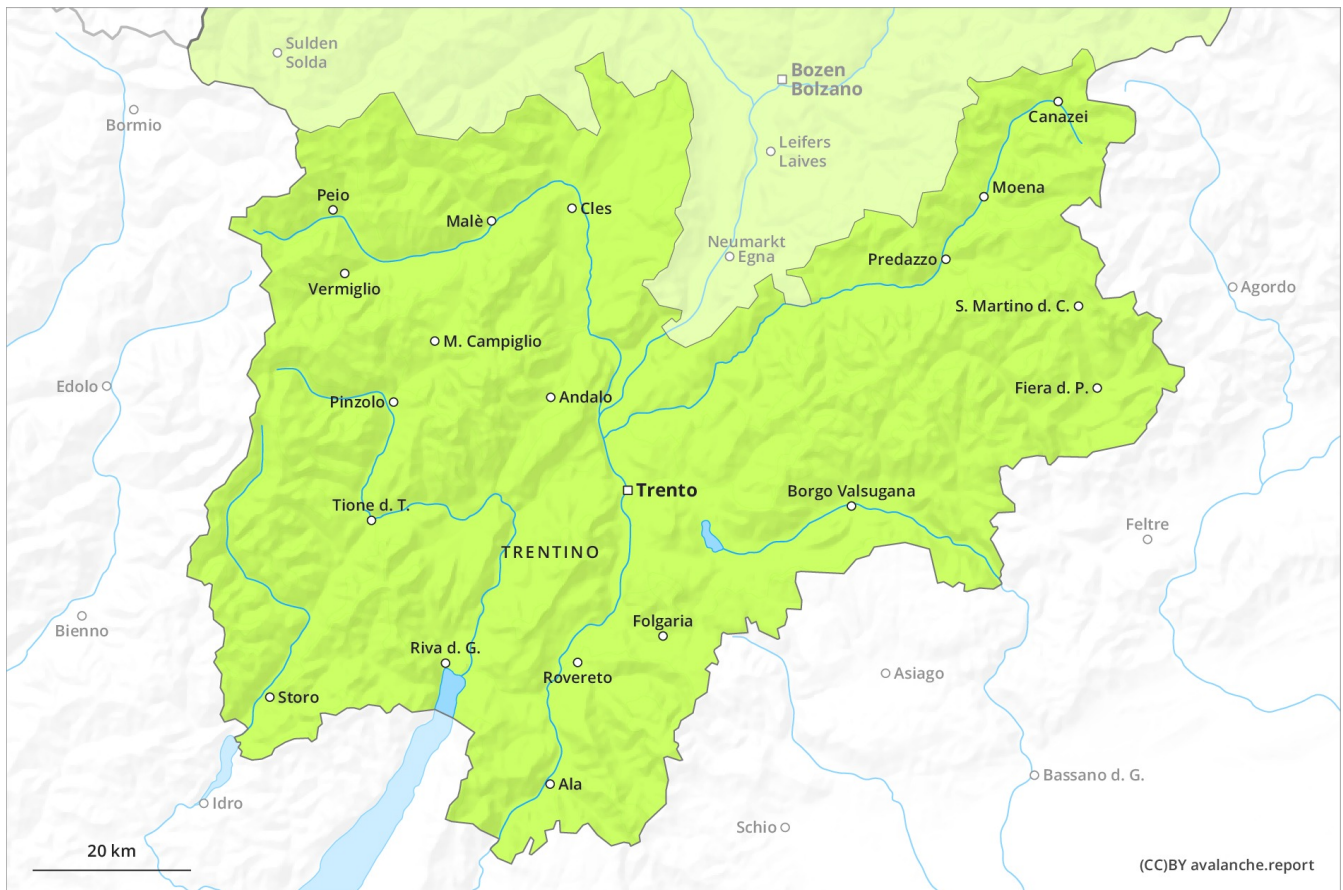 Sulden
Solda
Bozen
Bolzano
Bormio
Canazei
Leifers
Laives
Moena
Peio
Malè
Cles
Neumarkt
Egna
Predazzo
Vermiglio
Agordo
S. Martino d. C.
M. Campiglio
Edolo
Fiera d. P.
Pinzolo
Andalo
Trento
Borgo Valsugana
Tione d. T.
Feltre
TRENTINO
Bienno
Folgaria
Riva d. G.
Asiago
Rovereto
Storo
Bassano d. G.
Ala
Idro
Schio
20 km
(CC)BY avalanche.report